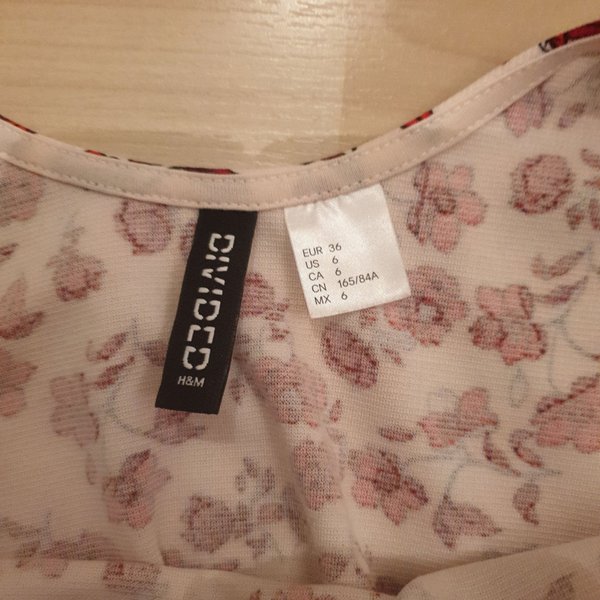 DIVIDED
H&M
EUR 36
US 6
CA 6
CN 165/84A
MX 6